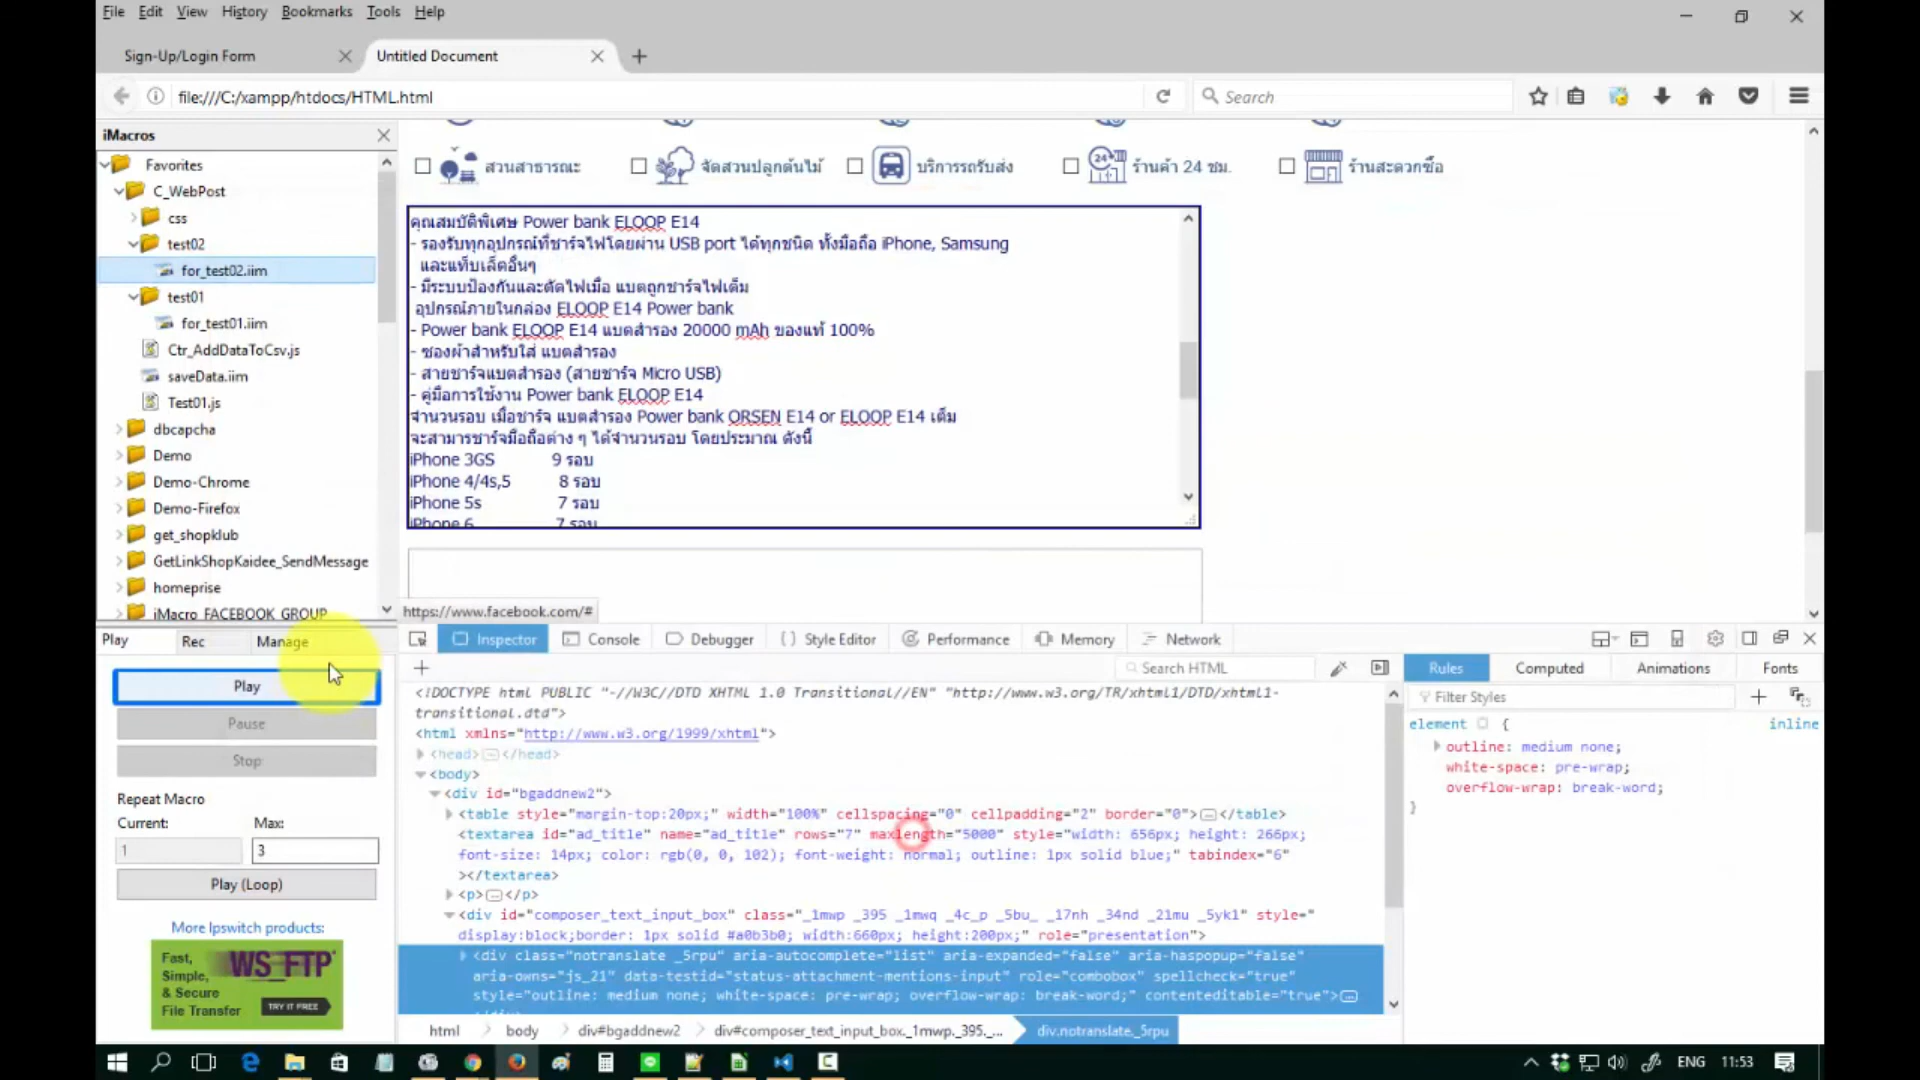 File Edit View History Bookmarks Tools Help
Sign-Up/Login Form
Untitled Document
file:///C:/xampp/htdocs/HTML.html
Search
iMacros
Favorites
C_WebPost
css
test02
for_test02.iim
test01
for_test01.iim
Ctr_AddDataToCsv.js
saveData.iim
Test01.js
dbcapcha
Demo
Demo-Chrome
Demo-Firefox
get_shopklub
GetLinkShopKaidee_SendMessage
homeprise
iMacro_FACEBOOK_GROUP
Play Rec Manage
Play
Pause
Stop
Repeat Macro
Current: Max:
1 3
Play (Loop)
More Ipswitch products:
Fast,
Simple,
& Secure
File Transfer
WS_FTP
TRY IT FREE
สวนสาธารณะ จัดสวนปลูกต้นไม้ บริการรถรับส่ง 24 ร้านค้า 24 ชม. ร้านสะดวกซื้อ
คุณสมบัติพิเศษ Power bank ELOOP E14
- รองรับทุกอุปกรณ์ที่ชาร์จไฟโดยผ่าน USB port ได้ทุกชนิด ทั้งมือถือ iPhone, Samsung
และแท็บเล็ตอื่นๆ
- มีระบบป้องกันและตัดไฟเมื่อ แบตถูกชาร์จไฟเต็ม
อุปกรณ์ภายในกล่อง ELOOP E14 Power bank
- Power bank ELOOP E14 แบตสำรอง 20000 mAh ของแท้ 100%
- ซองผ้าสำหรับใส่ แบตสำรอง
- สายชาร์จแบตสำรอง (สายชาร์จ Micro USB)
- คู่มือการใช้งาน Power bank ELOOP E14
จำนวนรอบ เมื่อชาร์จ แบตสำรอง Power bank ORSEN E14 or ELOOP E14 เต็ม
จะสามารชาร์จมือถือต่าง ๆ ได้จำนวนรอบ โดยประมาณ ดังนี้
iPhone 3GS 9 รอบ
iPhone 4/4s,5 8 รอบ
iPhone 5s 7 รอบ
iPhone 6 7 รอบ
https://www.facebook.com/#
Inspector Console Debugger Style Editor Performance Memory Network
Search HTML
<!DOCTYPE html PUBLIC "-//W3C//DTD XHTML 1.0 Transitional//EN" "http://www.w3.org/TR/xhtml1/DTD/xhtml1-
transitional.dtd">
<html xmlns="http://www.w3.org/1999/xhtml">
<head></head>
<body>
<div id="bgaddnew2">
<table style="margin-top:20px;" width="100%" cellspacing="0" cellpadding="2" border="0"></table>
<textarea id="ad_title" name="ad_title" rows="7" maxlength="5000" style="width: 656px; height: 266px;
font-size: 14px; color: rgb(0, 0, 102); font-weight: normal; outline: 1px solid blue;" tabindex="6"
></textarea>
<p></p>
<div id="composer_text_input_box" class="_1mwp _395 _1mwq _4c_p _5bu_ _17nh _34nd _21mu _5yk1" style="
display:block;border: 1px solid #a0b3b0; width:660px; height:200px;" role="presentation">
<div class="notranslate _5rpu" aria-autocomplete="list" aria-expanded="false" aria-haspopup="false"
aria-owns="js_21" data-testid="status-attachment-mentions-input" role="combobox" spellcheck="true"
style="outline: medium none; white-space: pre-wrap; overflow-wrap: break-word;" contenteditable="true">
html body div#bgaddnew2 div#composer_text_input_box._1mwp._395._... div.notranslate._5rpu
Rules Computed Animations Fonts
Filter Styles
element { inline
outline: medium none;
white-space: pre-wrap;
overflow-wrap: break-word;
}
ENG 11:53